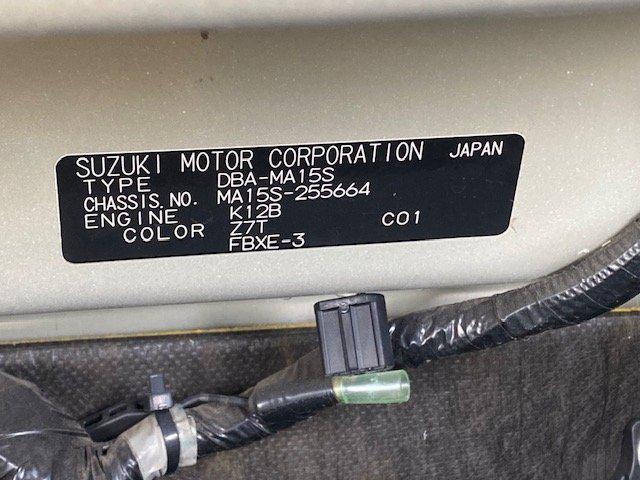 SUZUKI MOTOR CORPORATION JAPAN
TYPE DBA-MA15S
CHASSIS NO. MA15S-255664
ENGINE K12B C01
COLOR Z7T
FBXE-3